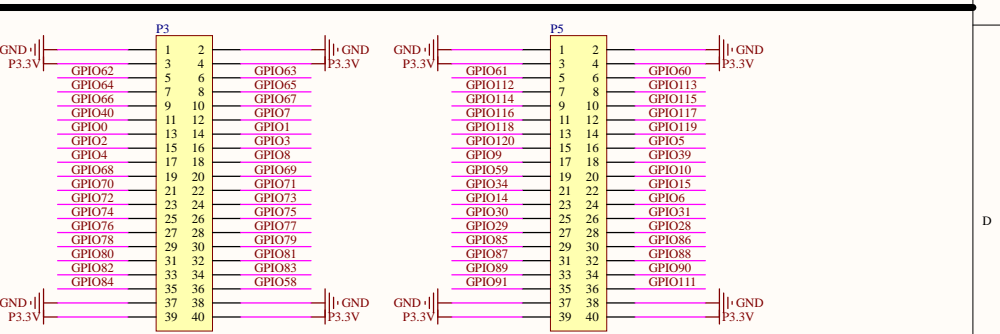 P3 P5
GND 1 2 GND GND 1 2 GND
P3.3V 3 4 P3.3V P3.3V 3 4 P3.3V
GPIO62 5 6 GPIO63 GPIO61 5 6 GPIO60
GPIO64 7 8 GPIO65 GPIO112 7 8 GPIO113
GPIO66 9 10 GPIO67 GPIO114 9 10 GPIO115
GPIO40 11 12 GPIO7 GPIO116 11 12 GPIO117
GPIO0 13 14 GPIO1 GPIO118 13 14 GPIO119
GPIO2 15 16 GPIO3 GPIO120 15 16 GPIO5
GPIO4 17 18 GPIO8 GPIO9 17 18 GPIO39
GPIO68 19 20 GPIO69 GPIO59 19 20 GPIO10
GPIO70 21 22 GPIO71 GPIO34 21 22 GPIO15
GPIO72 23 24 GPIO73 GPIO14 23 24 GPIO6
GPIO74 25 26 GPIO75 GPIO30 25 26 GPIO31
GPIO76 27 28 GPIO77 GPIO29 27 28 GPIO28
GPIO78 29 30 GPIO79 GPIO85 29 30 GPIO86
GPIO80 31 32 GPIO81 GPIO87 31 32 GPIO88
GPIO82 33 34 GPIO83 GPIO89 33 34 GPIO90
GPIO84 35 36 GPIO58 GPIO91 35 36 GPIO111
GND 37 38 GND GND 37 38 GND
P3.3V 39 40 P3.3V P3.3V 39 40 P3.3V
D